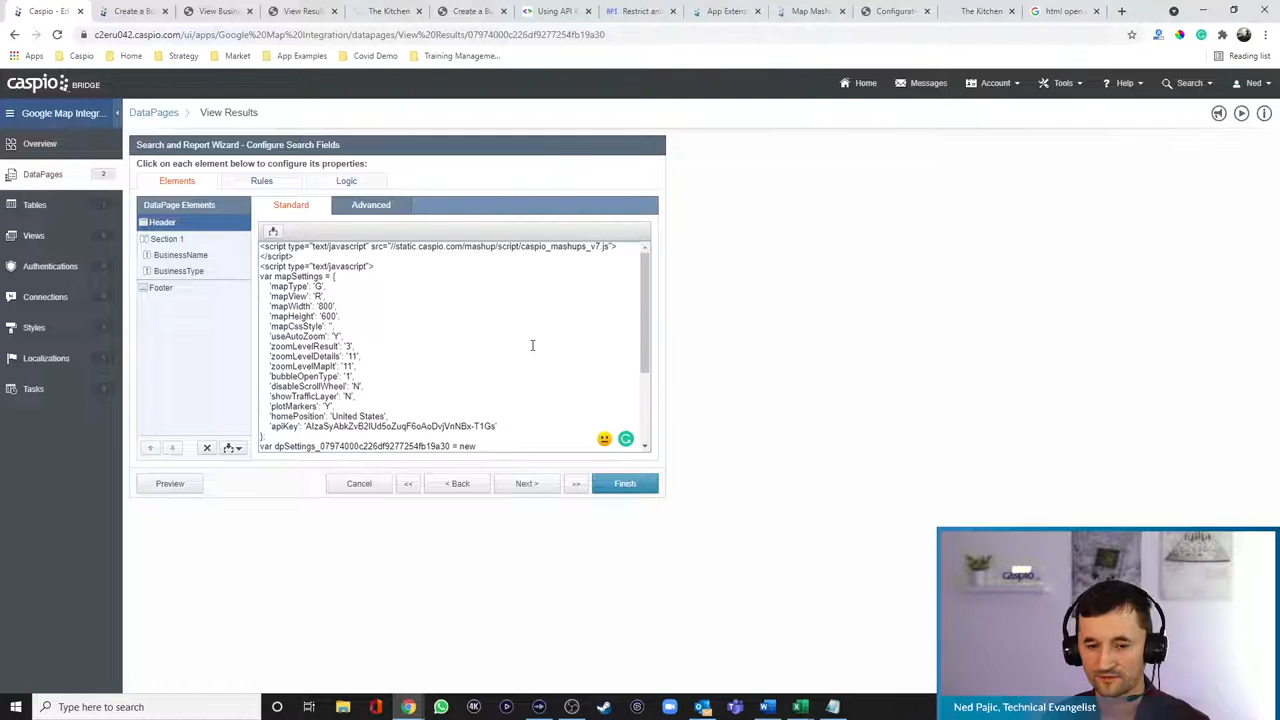 Caspio - Ed
Create a Bu
View Busine
View Result
The Kitchen
Create a Bu
Using API K
Restrict and
App Exten
Map Mash
Configurat
The Kitchen
html open
c2eru042.caspio.com/ui/apps/Google%20Map%20Integration/datapages/View%20Results/07974000c226df9277254fb19a30
Apps
Caspio
Home
Strategy
Market
App Examples
Covid Demo
Training Manageme...
Reading list
caspio BRIDGE
Home
Messages
Account
Tools
Help
Search
Ned
Google Map Integr...
DataPages
View Results
Overview
DataPages 2
Tables
Views
Authentications
Connections
Styles
Localizations
Tasks
Search and Report Wizard - Configure Search Fields
Click on each element below to configure its properties:
Elements
Rules
Logic
DataPage Elements
Standard
Advanced
Header
Section 1
BusinessName
BusinessType
Footer
<script type="text/javascript" src="//static.caspio.com/mashup/script/caspio_mashups_v7.js">
</script>
<script type="text/javascript">
var mapSettings = {
'mapType': 'G',
'mapView': 'R',
'mapWidth': '800',
'mapHeight': '600',
'mapCssStyle': '',
'useAutoZoom': 'Y',
'zoomLevelResult': '3',
'zoomLevelDetails': '11',
'zoomLevelMapIt': '11',
'bubbleOpenType': '1',
'disableScrollWheel': 'N',
'showTrafficLayer': 'N',
'plotMarkers': 'Y',
'homePosition': 'United States',
'apiKey': 'AIzaSyAbkZvB2lUd5oZuqF6oAoDvjVnNBx-T1Gs'
};
var dpSettings_07974000c226df9277254fb19a30 = new
Preview
Cancel
<<
< Back
Next >
>>
Finish
caspio
Ned Pajic, Technical Evangelist
Type here to search